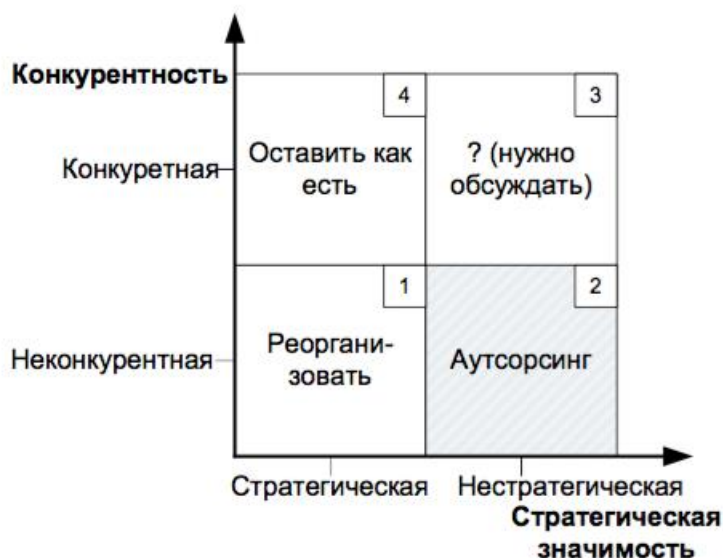 Конкурентность
4
3
Оставить как
есть
? (нужно
обсуждать)
Конкуретная
1
2
Реоргани-
зовать
Аутсорсинг
Неконкурентная
Стратегическая
Нестратегическая
Стратегическая
значимость